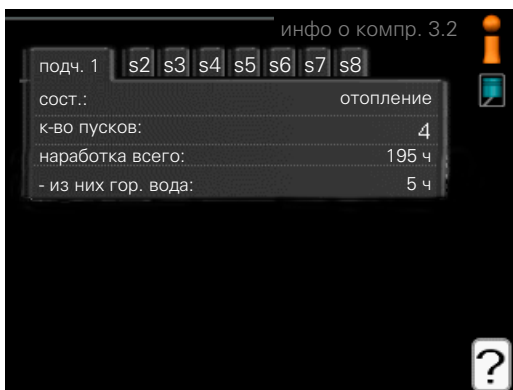 инфо о компр. 3.2
подч. 1 s2 s3 s4 s5 s6 s7 s8
сост.: отопление
к-во пусков: 4
наработка всего: 195 ч
- из них гор. вода: 5 ч
?